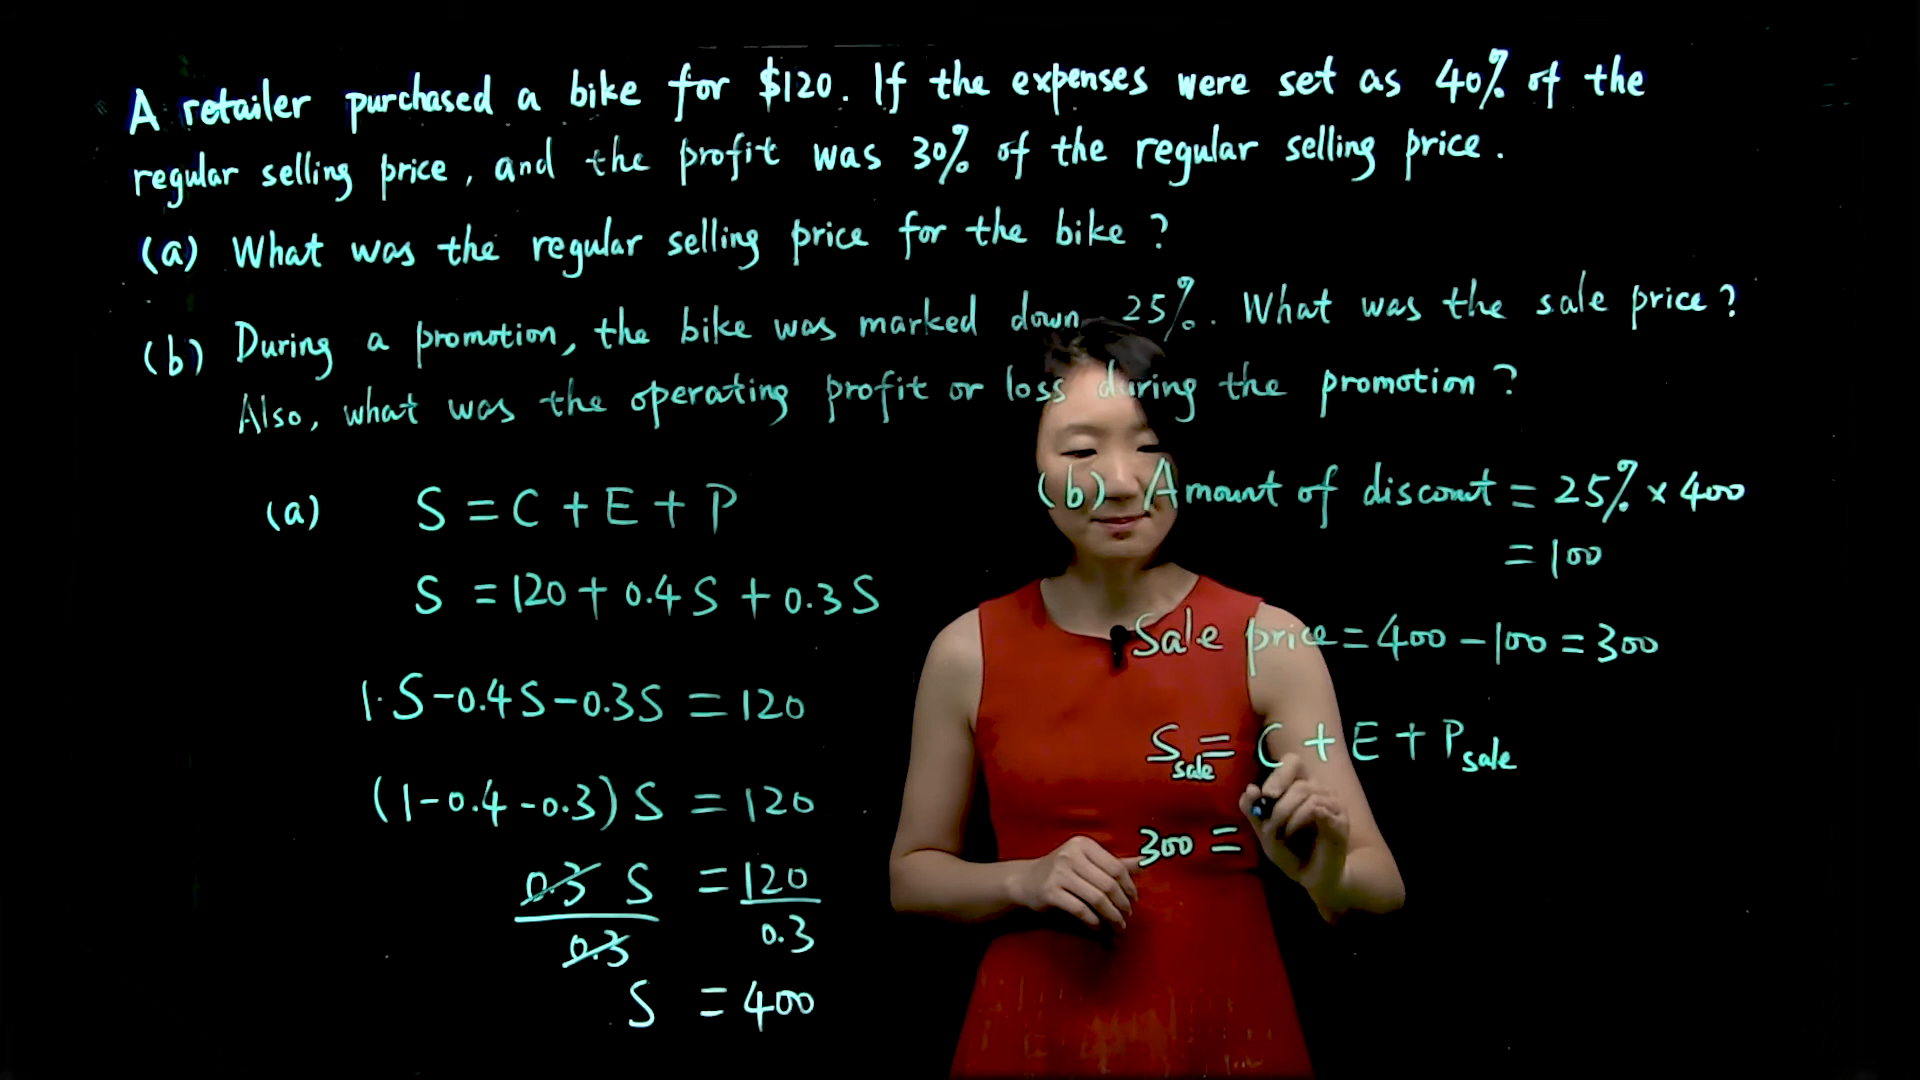 A retailer purchased a bike for $120. If the expenses were set as 40% of the
regular selling price, and the profit was 30% of the regular selling price.
(a) What was the regular selling price for the bike?
(b) During a promotion, the bike was marked down 25%. What was the sale price?
Also, what was the operating profit or loss during the promotion?
(a) S = C + E + P
S = 120 + 0.4S + 0.3S
1·S-0.4S-0.3S = 120
(1-0.4-0.3) S = 120
0.3 S = 120
0.3 0.3
S = 400
(b) Amount of discount = 25% × 400
= 100
Sale price = 400 - 100 = 300
S sale = C + E + P sale
300 =